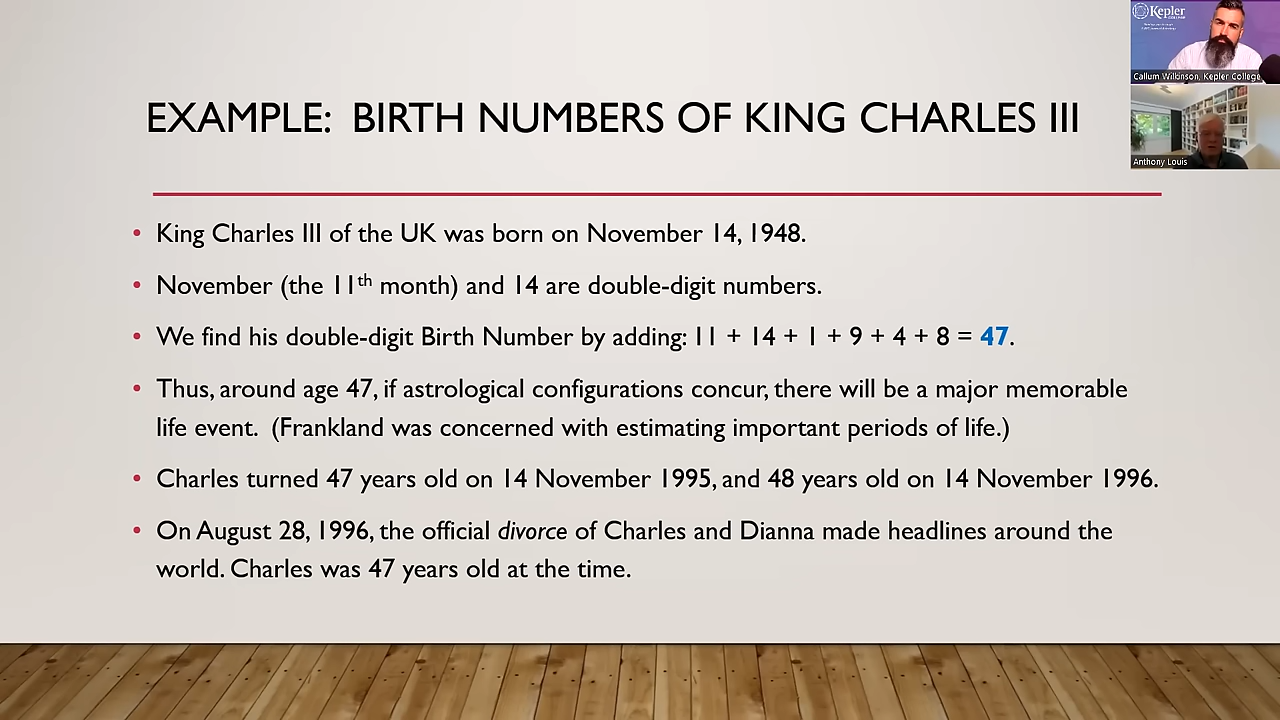 Kepler
COLLEGE
Callum Wilkinson, Kepler College
Anthony Louis
EXAMPLE: BIRTH NUMBERS OF KING CHARLES III
• King Charles III of the UK was born on November 14, 1948.
• November (the 11th month) and 14 are double-digit numbers.
• We find his double-digit Birth Number by adding: 11 + 14 + 1 + 9 + 4 + 8 = 47.
• Thus, around age 47, if astrological configurations concur, there will be a major memorable
life event. (Frankland was concerned with estimating important periods of life.)
• Charles turned 47 years old on 14 November 1995, and 48 years old on 14 November 1996.
• On August 28, 1996, the official divorce of Charles and Dianna made headlines around the
world. Charles was 47 years old at the time.